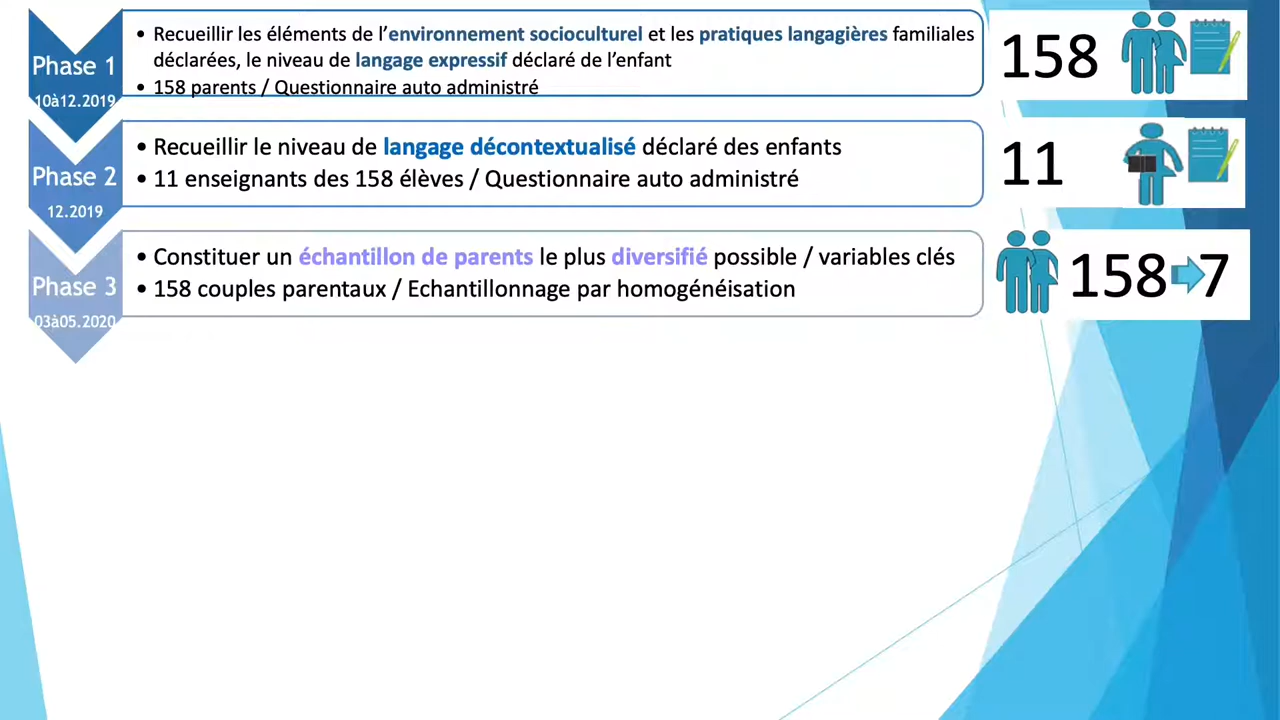 Phase 1
10à12.2019
• Recueillir les éléments de l’environnement socioculturel et les pratiques langagières familiales
déclarées, le niveau de langage expressif déclaré de l’enfant
• 158 parents / Questionnaire auto administré
158
Phase 2
12.2019
• Recueillir le niveau de langage décontextualisé déclaré des enfants
• 11 enseignants des 158 élèves / Questionnaire auto administré
11
Phase 3
03à05.2020
• Constituer un échantillon de parents le plus diversifié possible / variables clés
• 158 couples parentaux / Echantillonnage par homogénéisation
158 7